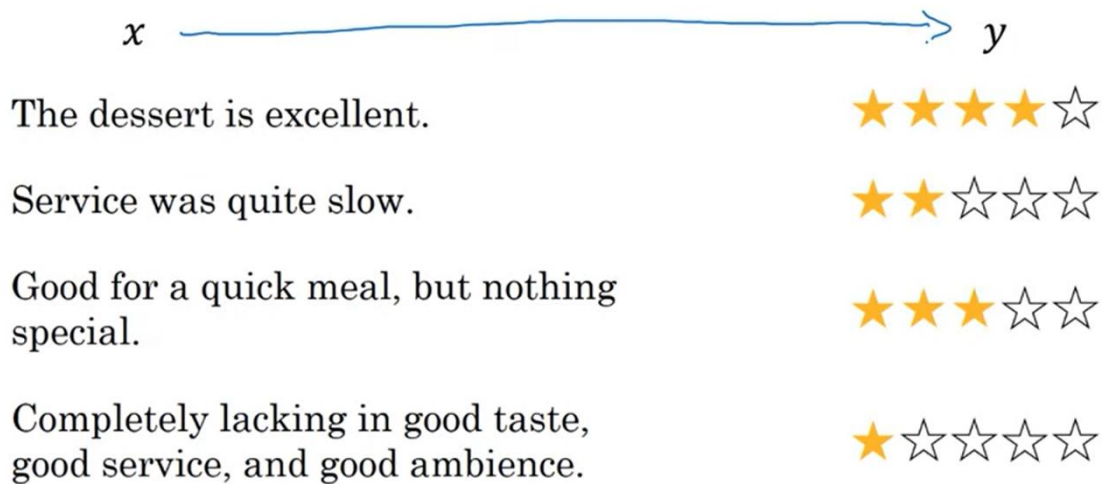 x y
The dessert is excellent.
Service was quite slow.
Good for a quick meal, but nothing
special.
Completely lacking in good taste,
good service, and good ambience.